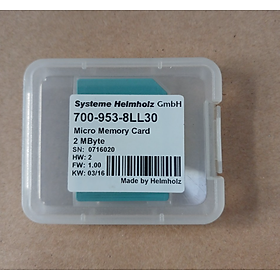 Systeme Helmholz GmbH
700-953-8LL30
Micro Memory Card
2 MByte
SN: 0716020
HW: 2
FW: 1.00
KW: 03/16
Made by Helmholz